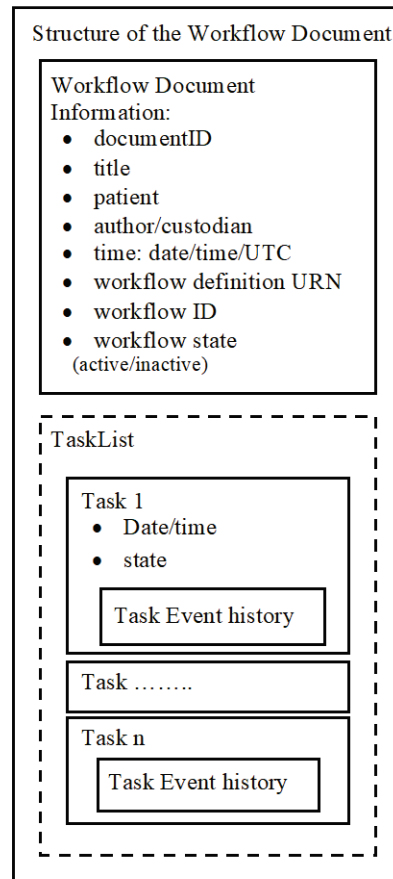 Structure of the Workflow Document
Workflow Document
Information:
• documentID
• title
• patient
• author/custodian
• time: date/time/UTC
• workflow definition URN
• workflow ID
• workflow state
(active/inactive)
TaskList
Task 1
• Date/time
• state
Task Event history
Task ........
Task n
Task Event history